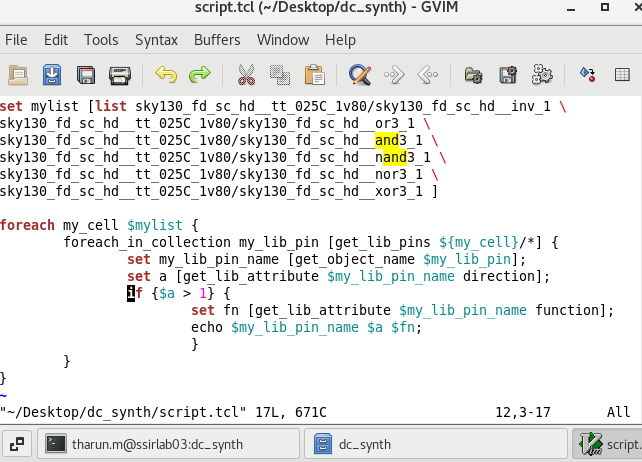 script.tcl (~/Desktop/dc_synth) - GVIM
File Edit Tools Syntax Buffers Window Help
set mylist [list sky130_fd_sc_hd__tt_025C_1v80/sky130_fd_sc_hd__inv_1 \
sky130_fd_sc_hd__tt_025C_1v80/sky130_fd_sc_hd__or3_1 \
sky130_fd_sc_hd__tt_025C_1v80/sky130_fd_sc_hd__and3_1 \
sky130_fd_sc_hd__tt_025C_1v80/sky130_fd_sc_hd__nand3_1 \
sky130_fd_sc_hd__tt_025C_1v80/sky130_fd_sc_hd__nor3_1 \
sky130_fd_sc_hd__tt_025C_1v80/sky130_fd_sc_hd__xor3_1 ]
foreach my_cell $mylist {
foreach_in_collection my_lib_pin [get_lib_pins ${my_cell}/*] {
set my_lib_pin_name [get_object_name $my_lib_pin];
set a [get_lib_attribute $my_lib_pin_name direction];
if {$a > 1} {
set fn [get_lib_attribute $my_lib_pin_name function];
echo $my_lib_pin_name $a $fn;
}
}
}
~
"~/Desktop/dc_synth/script.tcl" 17L, 671C 12,3-17 All
tharun.m@ssirlab03:dc_synth dc_synth script.